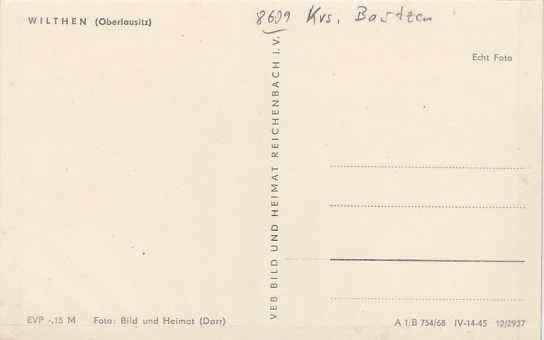 WILTHEN (Oberlausitz)
8609 Krs. Bautzen
Echt Foto
VEB BILD UND HEIMAT REICHENBACH i. V.
EVP -,15 M Foto: Bild und Heimat (Darr)
A 1/B 754/68 IV-14-45 12/2937